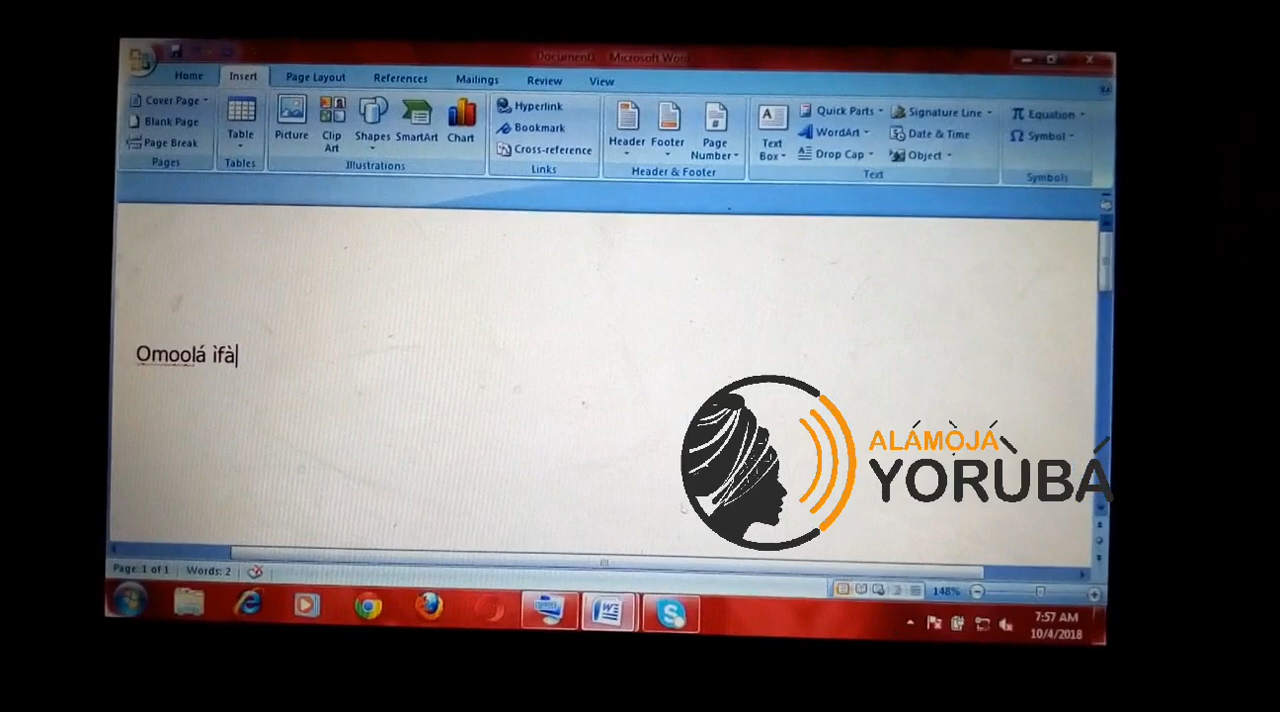 Document1 - Microsoft Word
Home Insert Page Layout References Mailings Review View
Cover Page
Blank Page
Page Break
Pages
Table
Tables
Picture
Clip Art
Shapes
SmartArt
Chart
Illustrations
Hyperlink
Bookmark
Cross-reference
Links
Header
Footer
Page Number
Header & Footer
Text Box
Quick Parts
WordArt
Drop Cap
Signature Line
Date & Time
Object
Text
Equation
Symbol
Symbols
Omoolá ìfà
ALÁMỌ̀JÁ
YORÙBÁ
Page: 1 of 1 Words: 2
148%
7:57 AM
10/4/2018